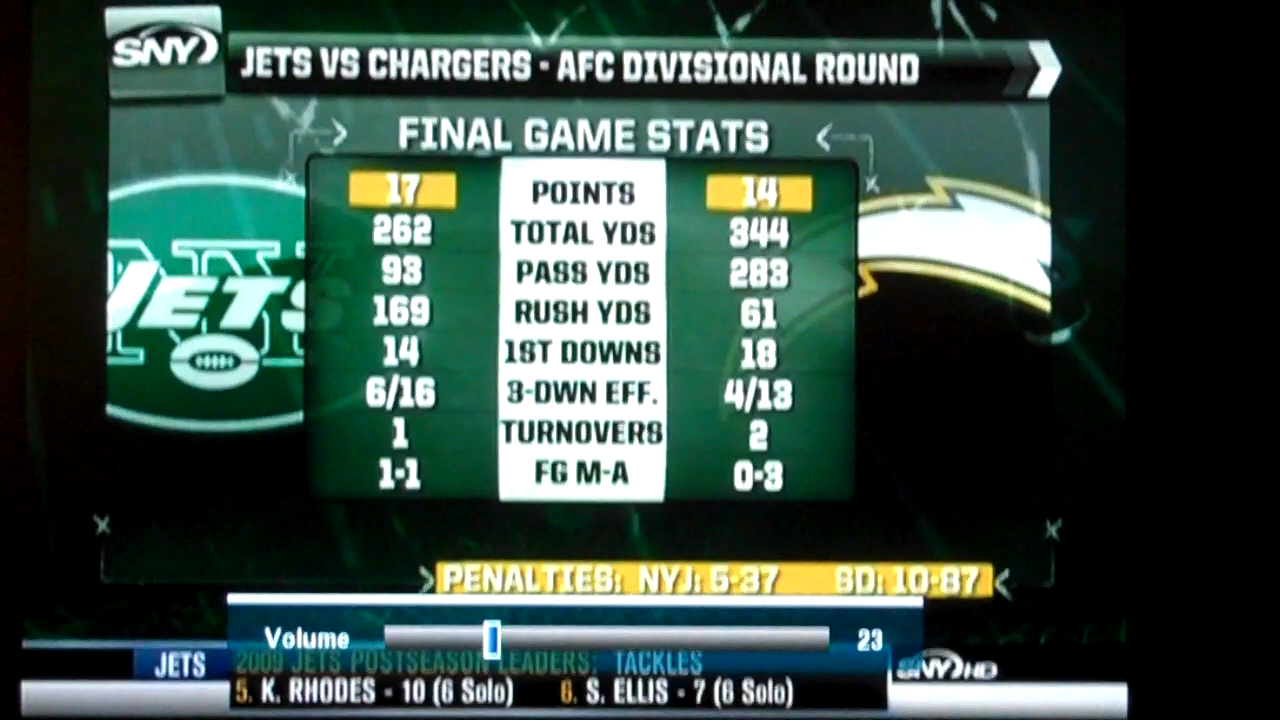 SNY
JETS VS CHARGERS - AFC DIVISIONAL ROUND
FINAL GAME STATS
17 POINTS 14
262 TOTAL YDS 344
93 PASS YDS 283
169 RUSH YDS 61
14 1ST DOWNS 18
6/16 3-DWN EFF. 4/13
1 TURNOVERS 2
1-1 FG M-A 0-3
NY
JETS
PENALTIES: NYJ: 5-37 SD: 10-87
Volume 23
JETS 2009 JETS POSTSEASON LEADERS: TACKLES SNY HD
5. K. RHODES - 10 (6 Solo) 6. S. ELLIS - 7 (6 Solo)